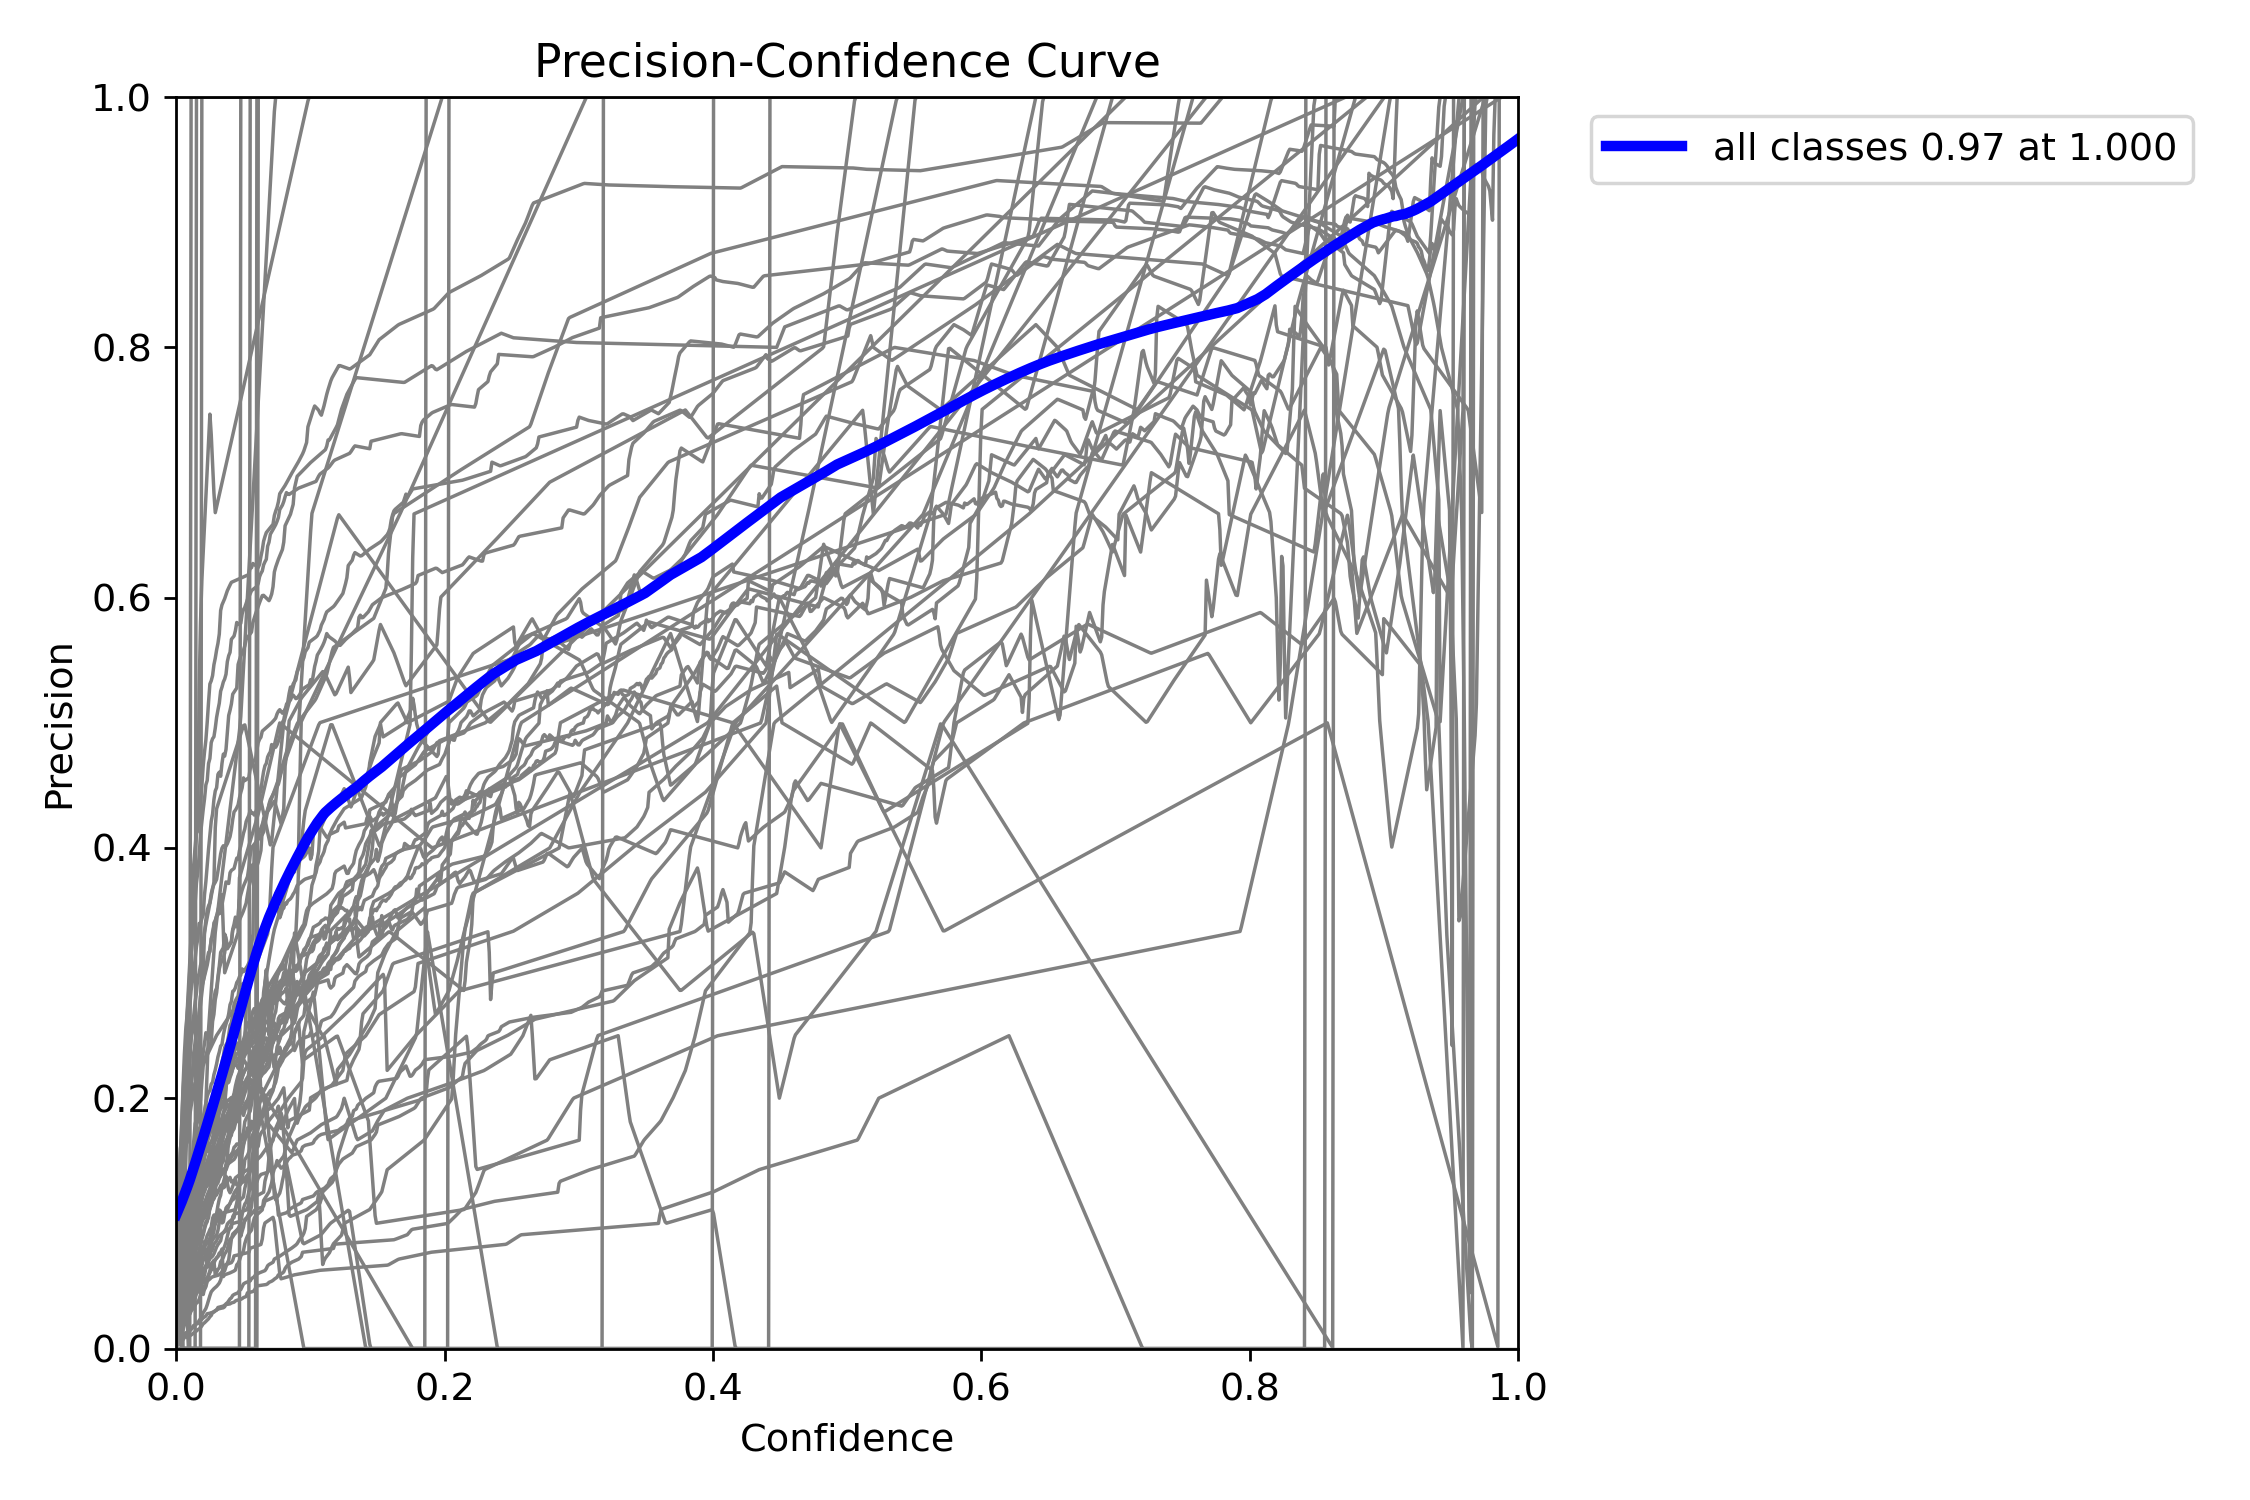 Precision-Confidence Curve
all classes 0.97 at 1.000
Precision
1.0
0.8
0.6
0.4
0.2
0.0
0.0 0.2 0.4 0.6 0.8 1.0
Confidence